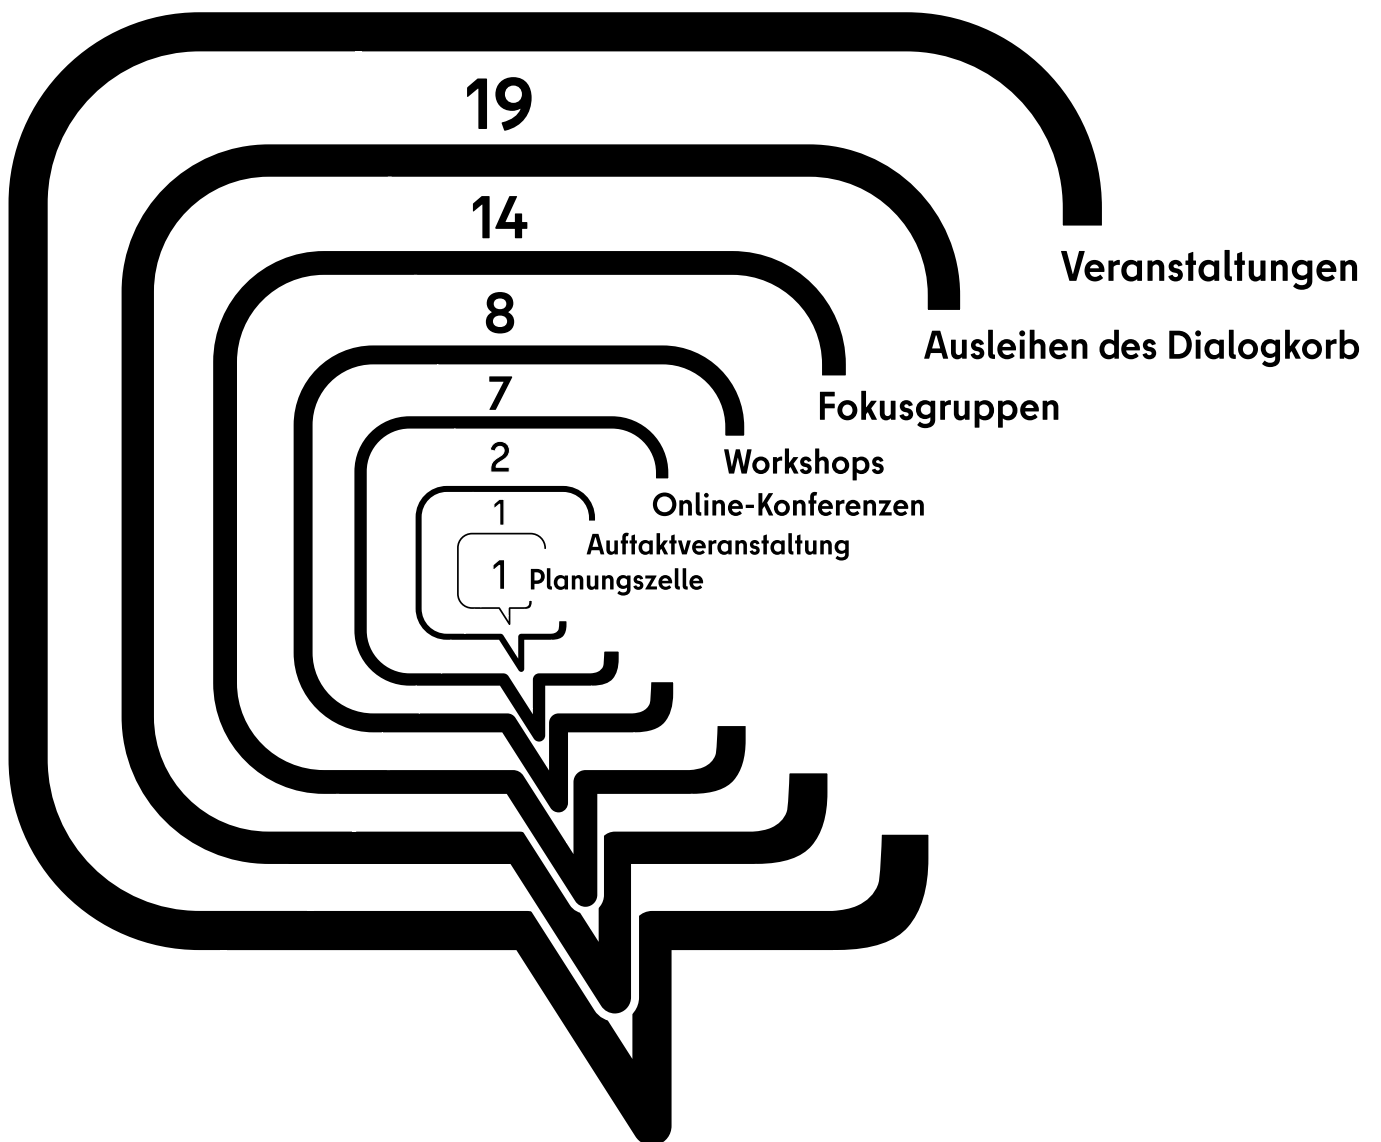 19
Veranstaltungen
14
Ausleihen des Dialogkorb
8
Fokusgruppen
7
Workshops
2
Online-Konferenzen
1
Auftaktveranstaltung
1
Planungszelle